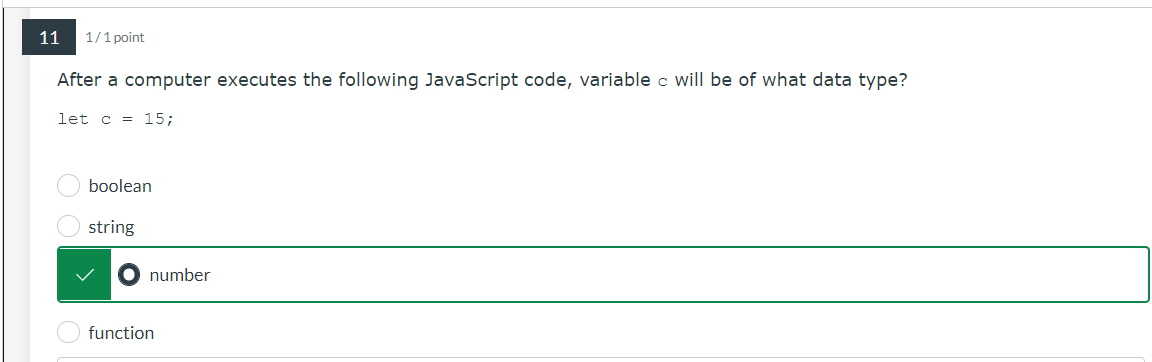 11 1/1 point
After a computer executes the following JavaScript code, variable c will be of what data type?
let c = 15;
boolean
string
number
function